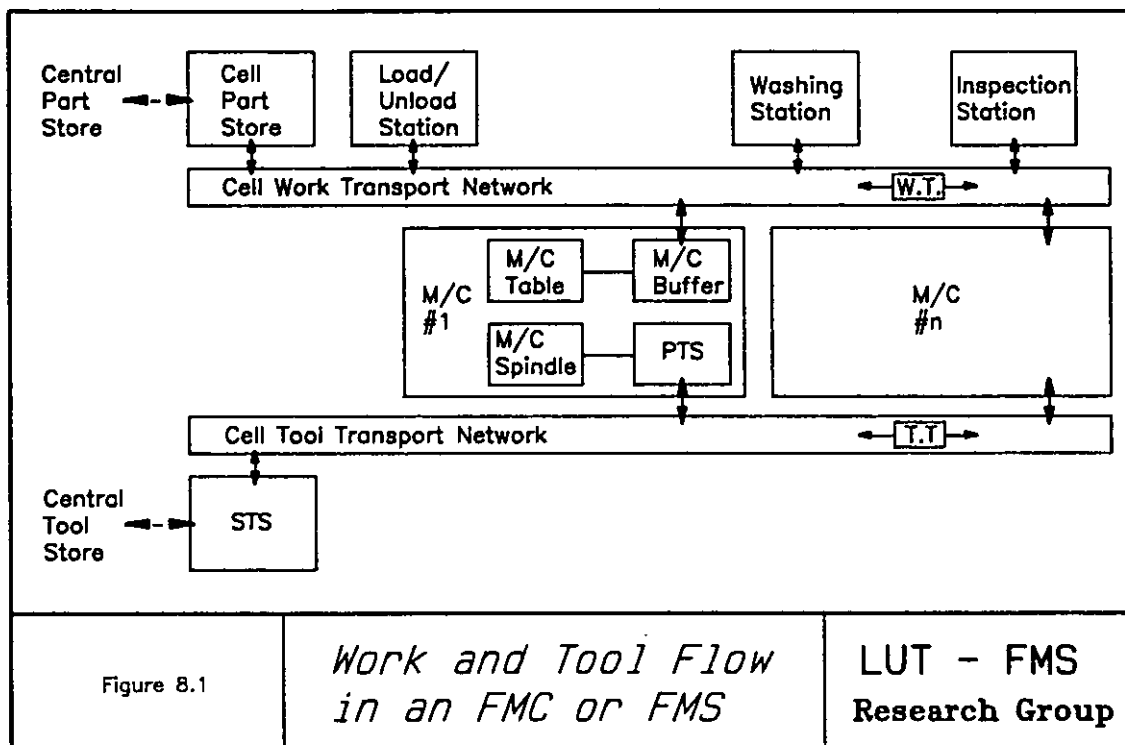 Central
Part
Store
Cell
Part
Store
Load/
Unload
Station
Washing
Station
Inspection
Station
Cell Work Transport Network
W.T.
M/C
#1
M/C
Table
M/C
Buffer
M/C
Spindle
PTS
M/C
#n
Cell Tool Transport Network
T.T
Central
Tool
Store
STS
Figure 8.1
Work and Tool Flow
in an FMC or FMS
LUT - FMS
Research Group